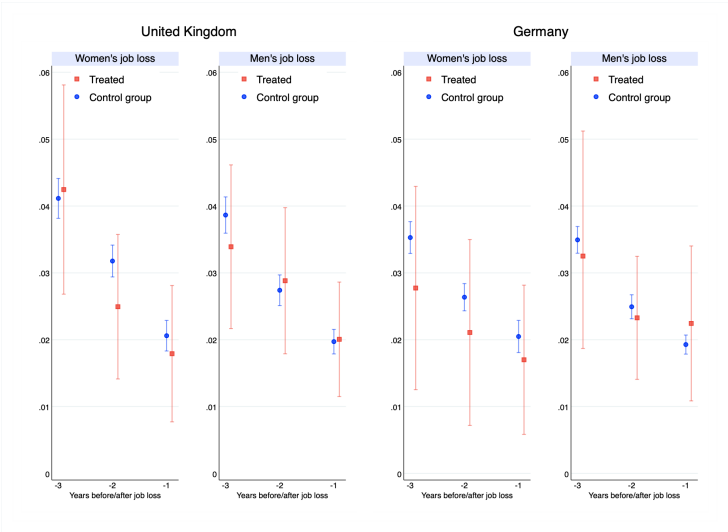 United Kingdom
Germany
Women's job loss
Men's job loss
Women's job loss
Men's job loss
Treated
Control group
Treated
Control group
Treated
Control group
Treated
Control group
.06
.05
.04
.03
.02
.01
0
.06
.05
.04
.03
.02
.01
0
.06
.05
.04
.03
.02
.01
0
.06
.05
.04
.03
.02
.01
0
-3 -2 -1
-3 -2 -1
-3 -2 -1
-3 -2 -1
Years before/after job loss
Years before/after job loss
Years before/after job loss
Years before/after job loss